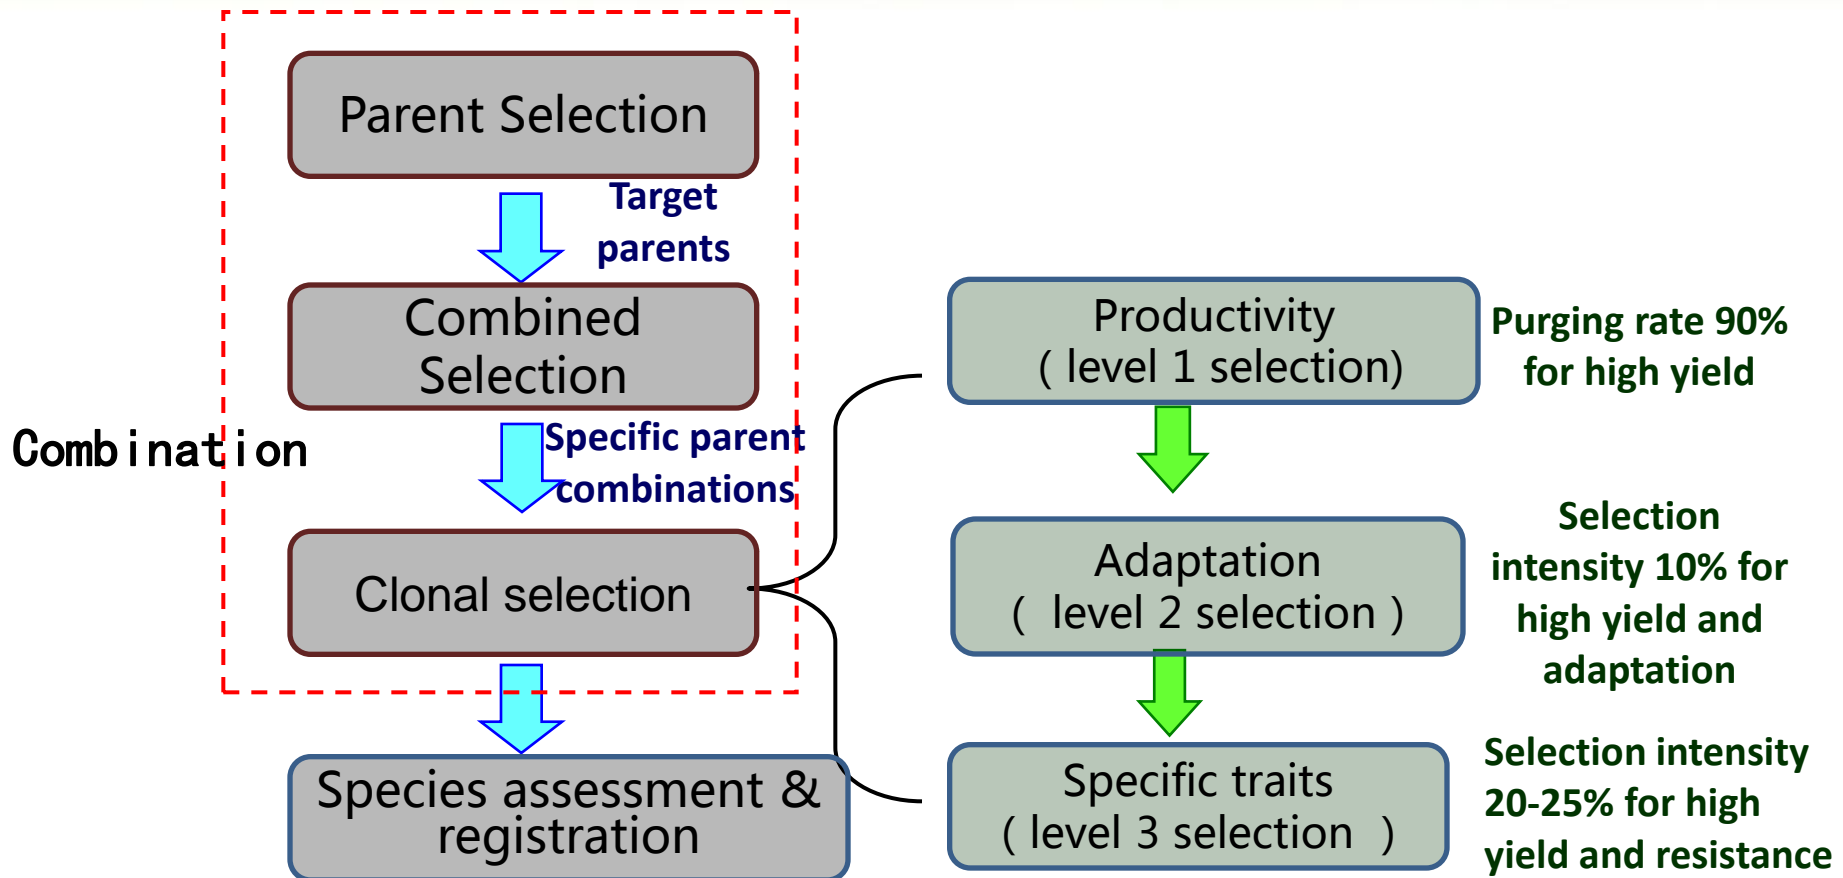 Parent Selection
Target
parents
Combined
Selection
Combination
Specific parent
combinations
Clonal selection
Species assessment &
registration
Productivity
( level 1 selection)
Purging rate 90%
for high yield
Adaptation
( level 2 selection )
Selection
intensity 10% for
high yield and
adaptation
Specific traits
( level 3 selection )
Selection intensity
20-25% for high
yield and resistance